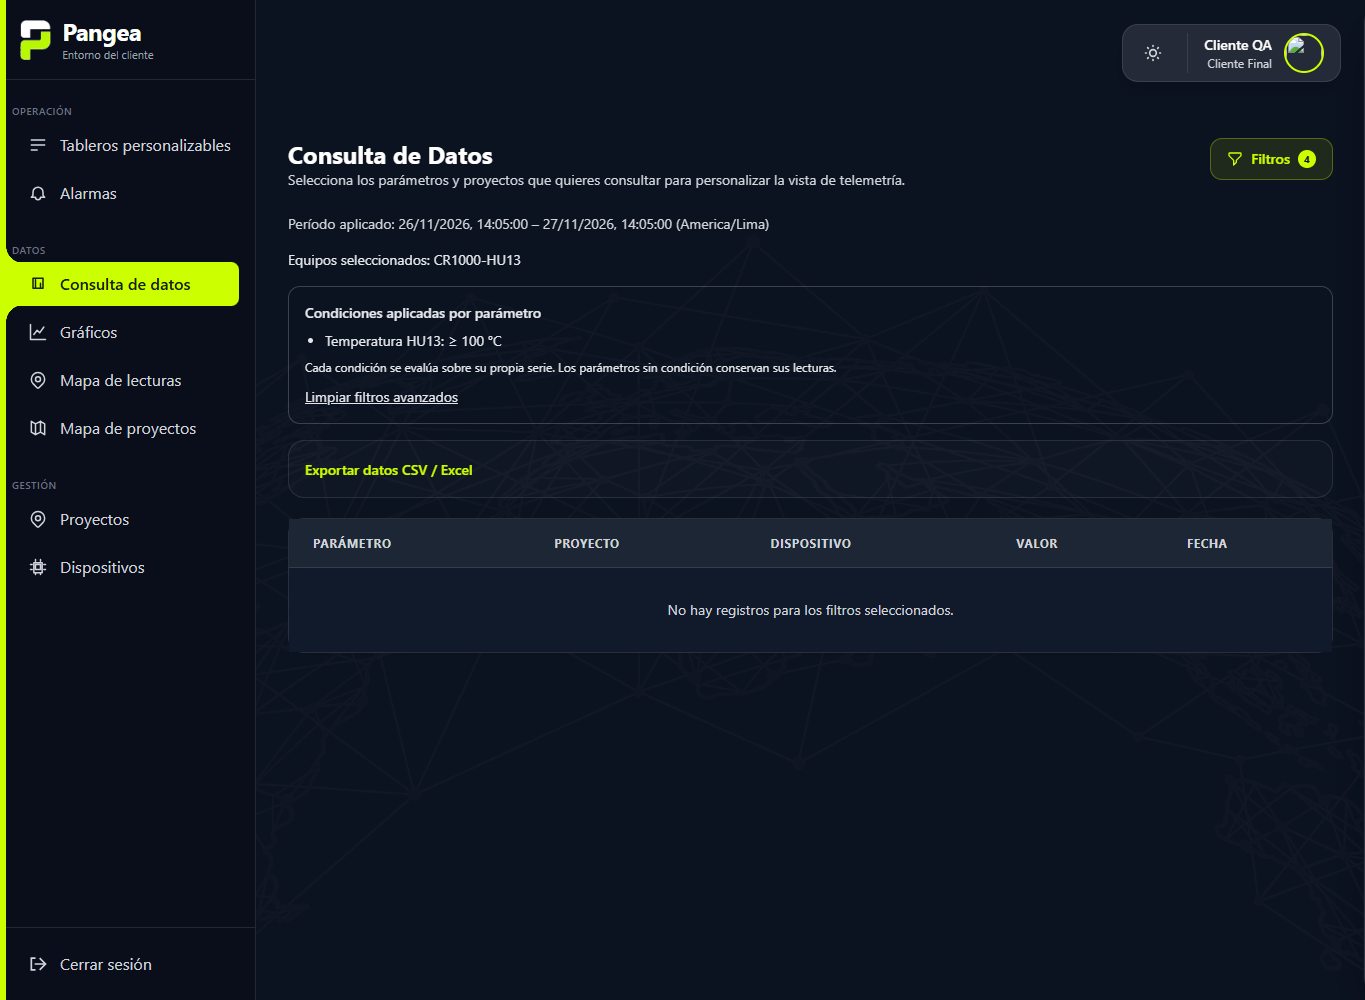 Pangea
Entorno del cliente
OPERACIÓN
Tableros personalizables
Alarmas
DATOS
Consulta de datos
Gráficos
Mapa de lecturas
Mapa de proyectos
GESTIÓN
Proyectos
Dispositivos
Cerrar sesión
Cliente QA
Cliente Final
Consulta de Datos
Selecciona los parámetros y proyectos que quieres consultar para personalizar la vista de telemetría.
Filtros 4
Período aplicado: 26/11/2026, 14:05:00 – 27/11/2026, 14:05:00 (America/Lima)
Equipos seleccionados: CR1000-HU13
Condiciones aplicadas por parámetro
• Temperatura HU13: ≥ 100 °C
Cada condición se evalúa sobre su propia serie. Los parámetros sin condición conservan sus lecturas.
Limpiar filtros avanzados
Exportar datos CSV / Excel
PARÁMETRO PROYECTO DISPOSITIVO VALOR FECHA
No hay registros para los filtros seleccionados.